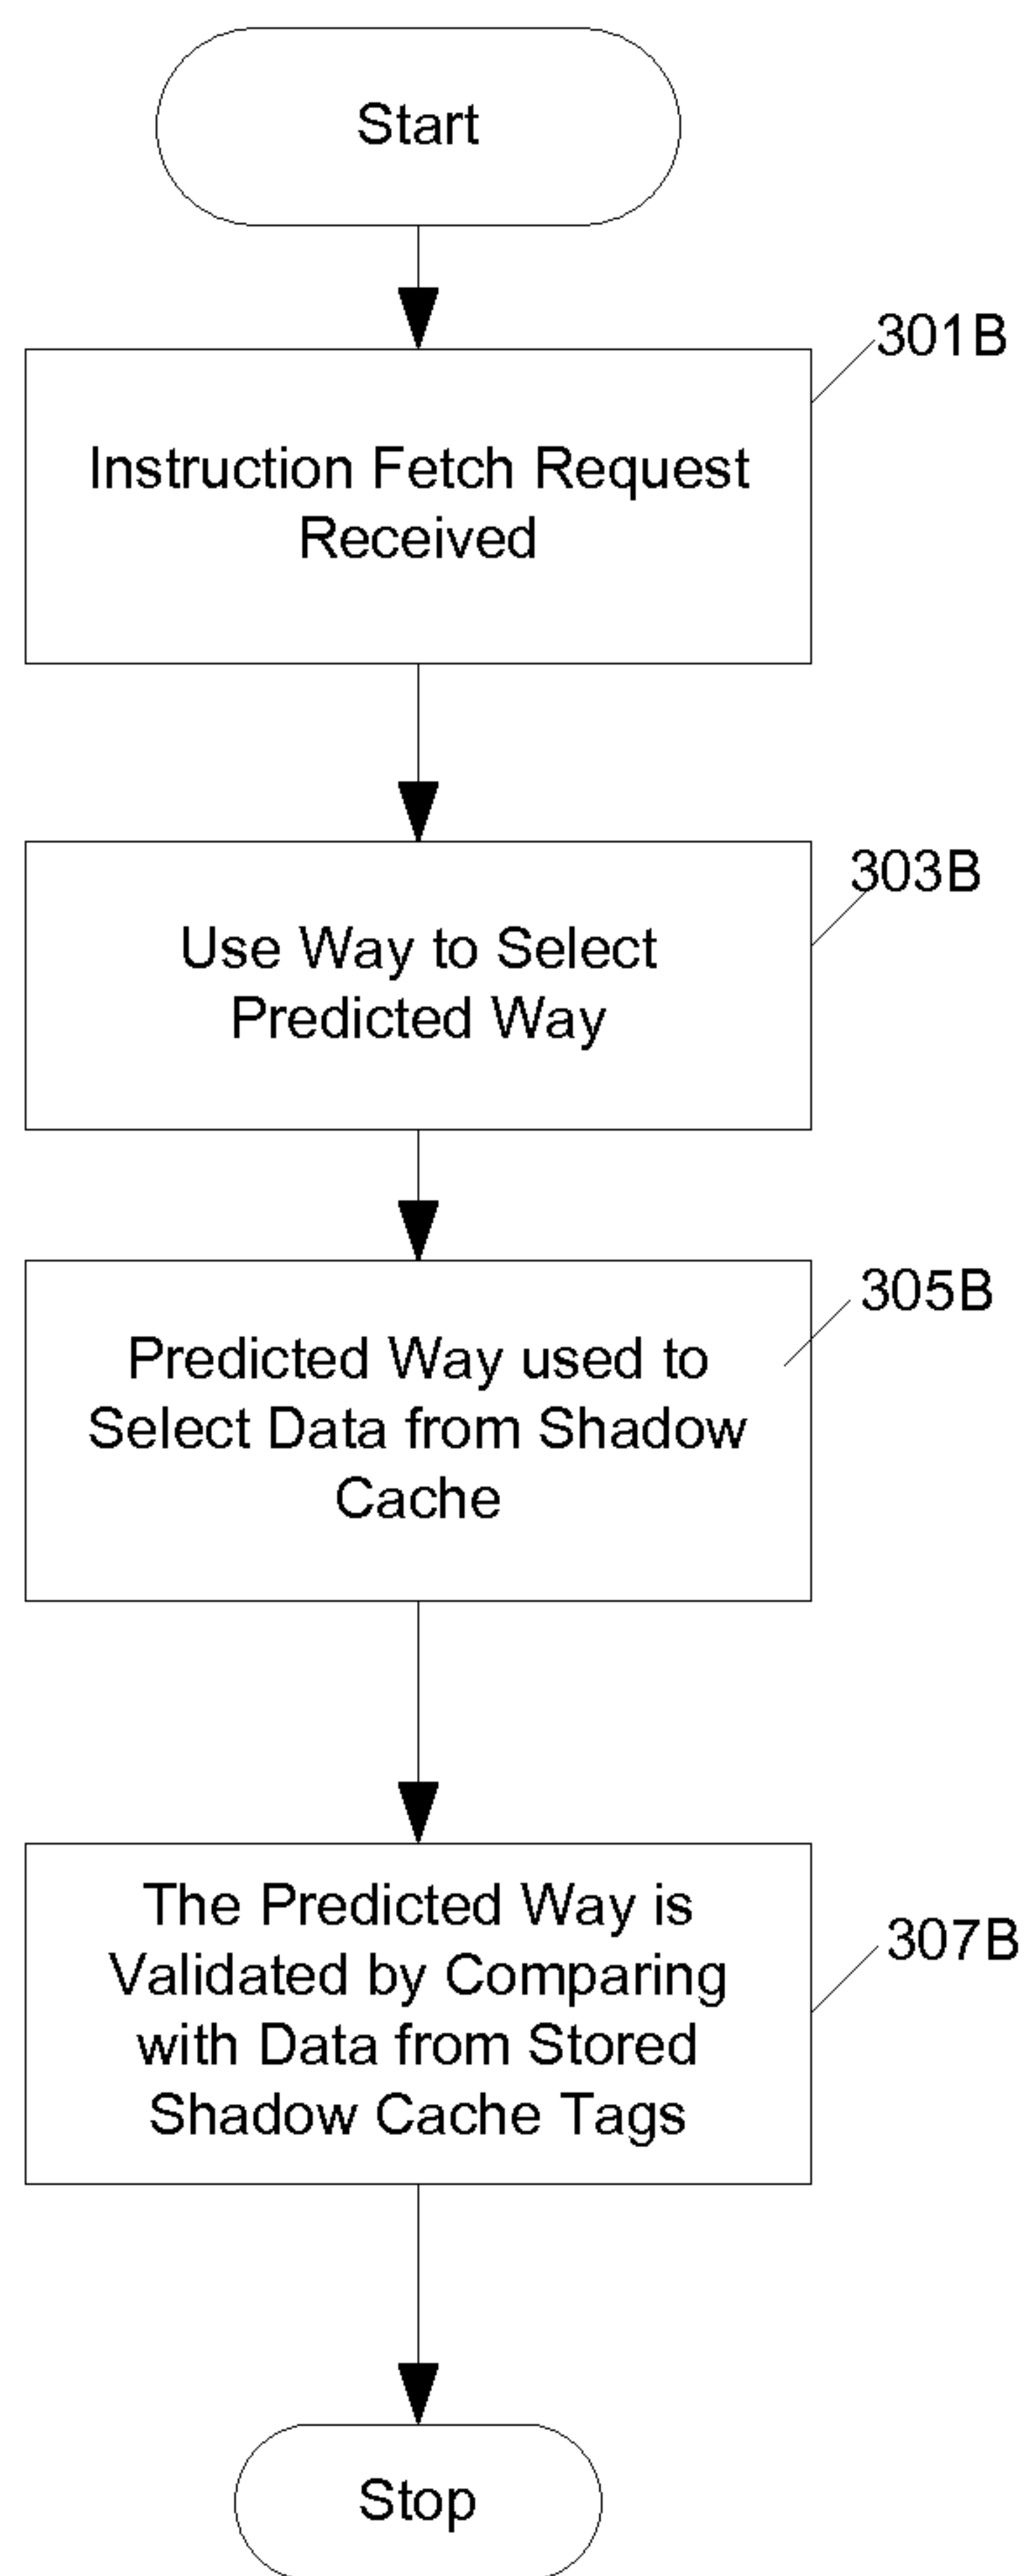 Start
301B
Instruction Fetch Request
Received
303B
Use Way to Select
Predicted Way
305B
Predicted Way used to
Select Data from Shadow
Cache
The Predicted Way is
Validated by Comparing
307B
with Data from Stored
Shadow Cache Tags
Stop